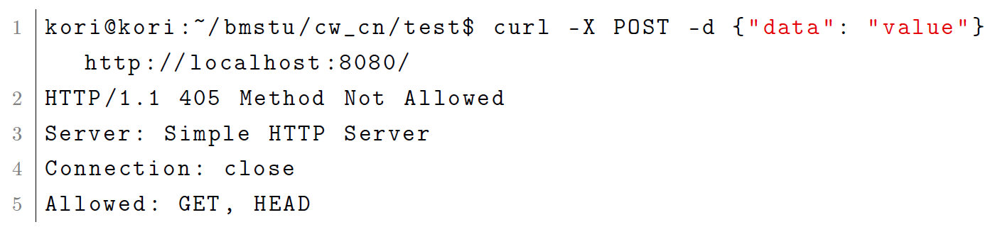 1 kori@kori:~/bmstu/cw_cn/test$ curl -X POST -d {"data": "value"}
http://localhost:8080/
2 HTTP/1.1 405 Method Not Allowed
3 Server: Simple HTTP Server
4 Connection: close
5 Allowed: GET, HEAD